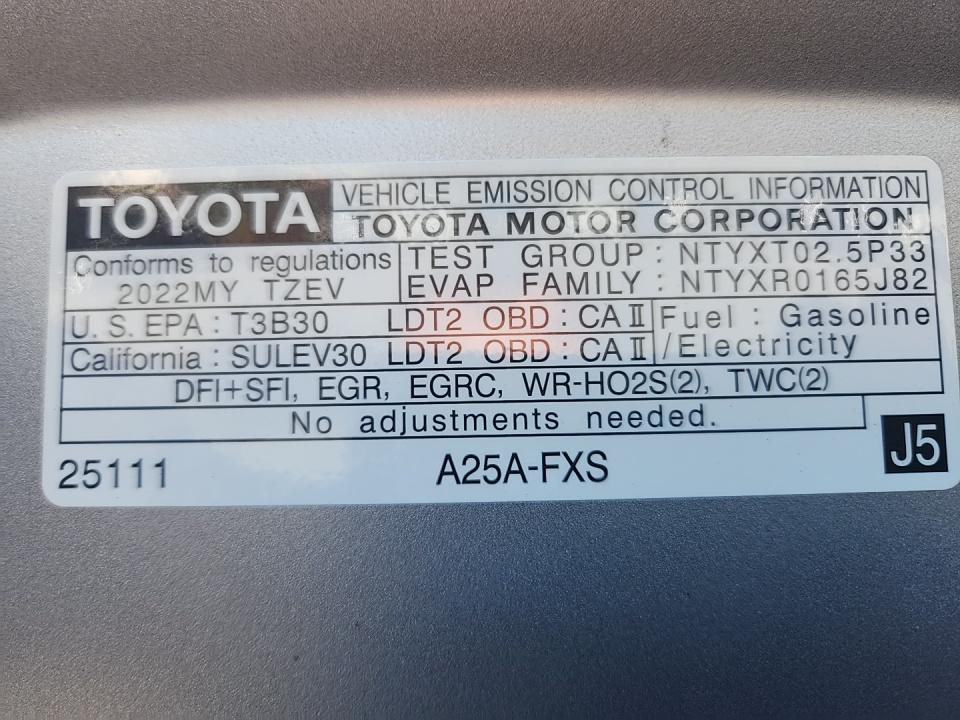 TOYOTA
VEHICLE EMISSION CONTROL INFORMATION
TOYOTA MOTOR CORPORATION
Conforms to regulations
2022MY TZEV
TEST GROUP : NTYXT02.5P33
EVAP FAMILY : NTYXR0165J82
U.S. EPA : T3B30 LDT2 OBD : CA II
California : SULEV30 LDT2 OBD : CA II
Fuel : Gasoline
/Electricity
DFI+SFI, EGR, EGRC, WR-HO2S(2), TWC(2)
No adjustments needed.
25111
A25A-FXS
J5